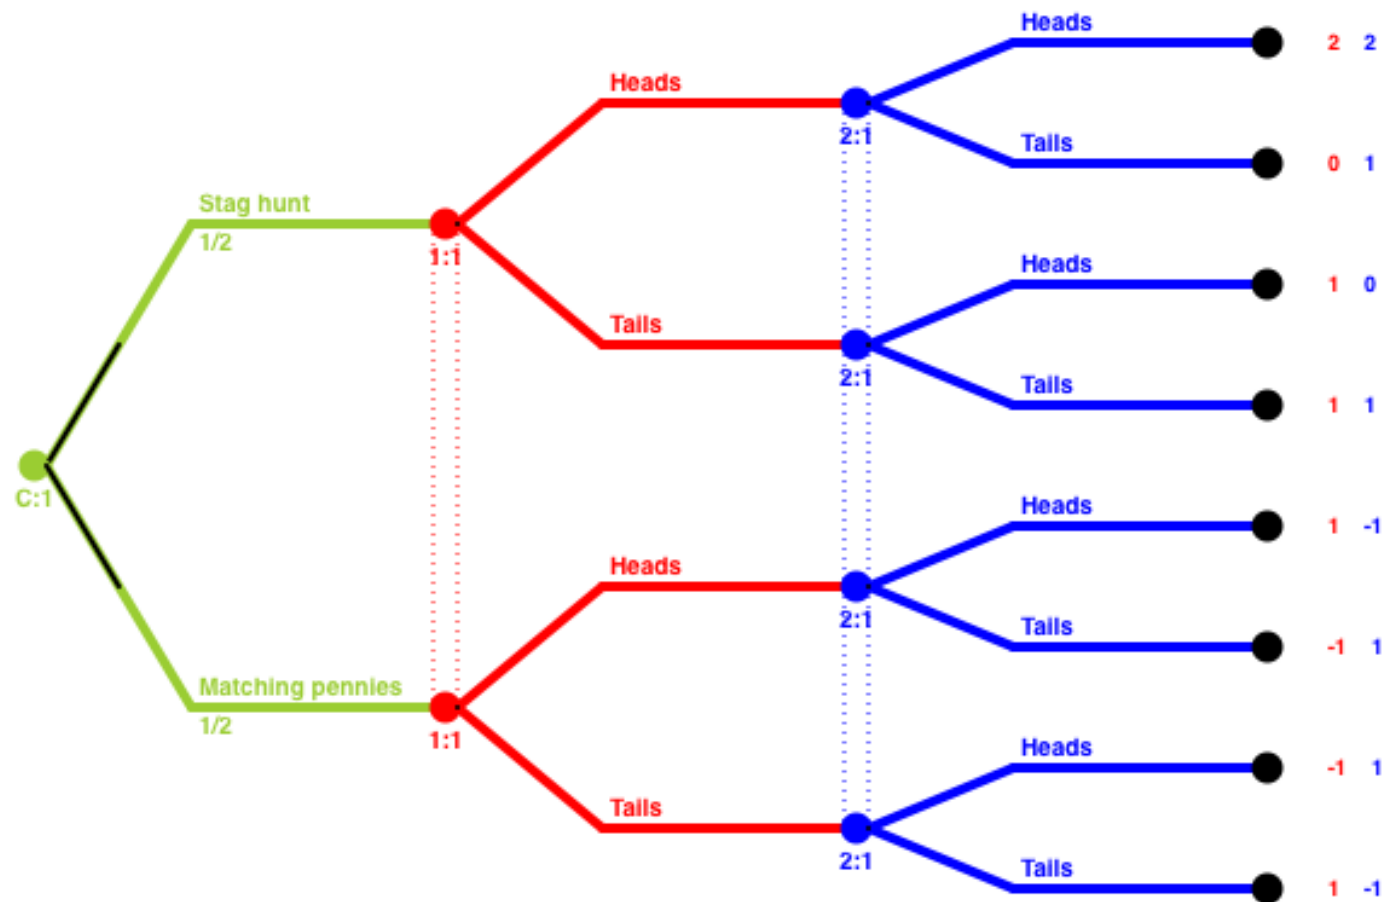 Heads
2 2
Heads
2:1
Tails
0 1
Stag hunt
1/2
1:1
Heads
1 0
Tails
2:1
Tails
1 1
C:1
Heads
1 -1
Heads
2:1
Tails
-1 1
Matching pennies
1/2
1:1
Heads
-1 1
Tails
2:1
Tails
1 -1